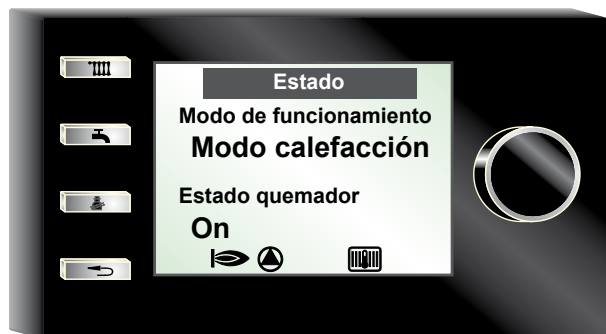 Estado
Modo de funcionamiento
Modo calefacción
Estado quemador
On